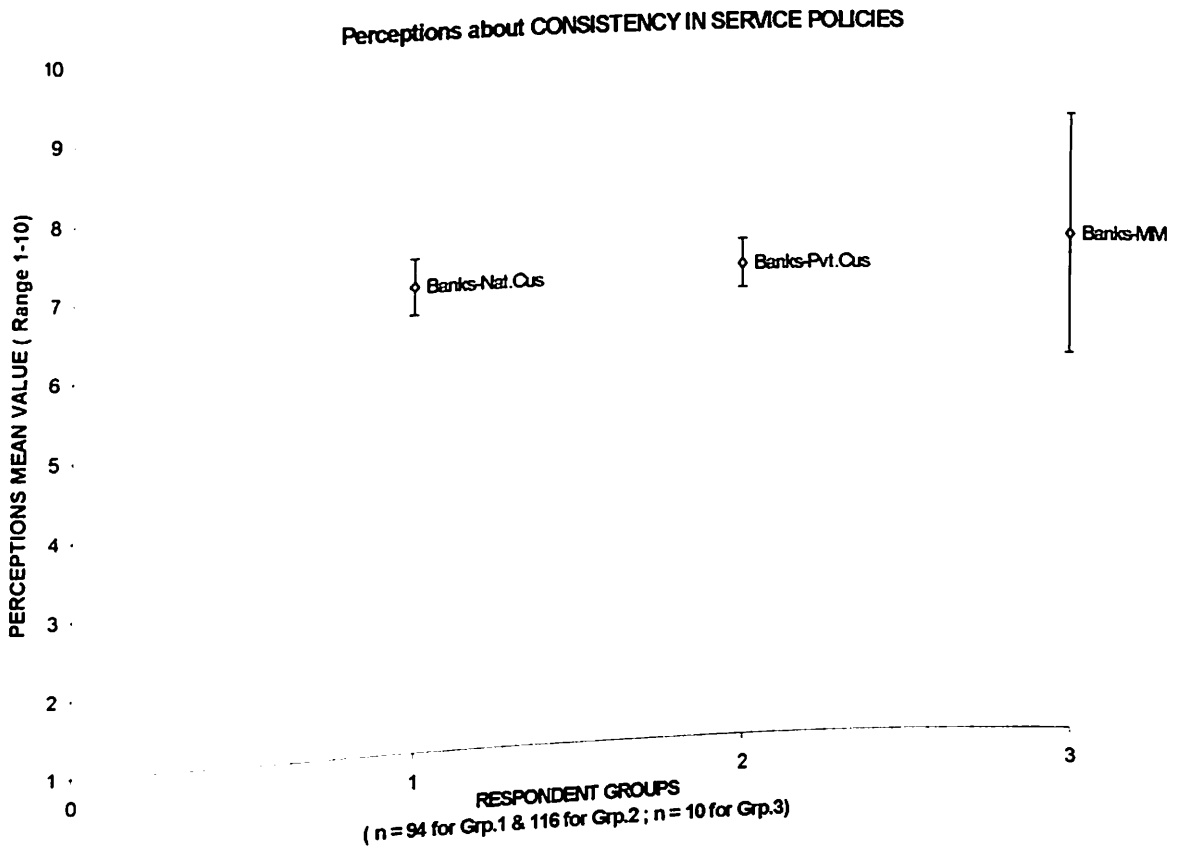 Perceptions about CONSISTENCY IN SERVICE POLICIES
PERCEPTIONS MEAN VALUE ( Range 1-10)
10
9
8
7
6
5
4
3
2
1
Banks-Nat.Cus
Banks-Pvt.Cus
Banks-MM
0
1
2
3
RESPONDENT GROUPS
( n = 94 for Grp.1 & 116 for Grp.2 ; n = 10 for Grp.3)